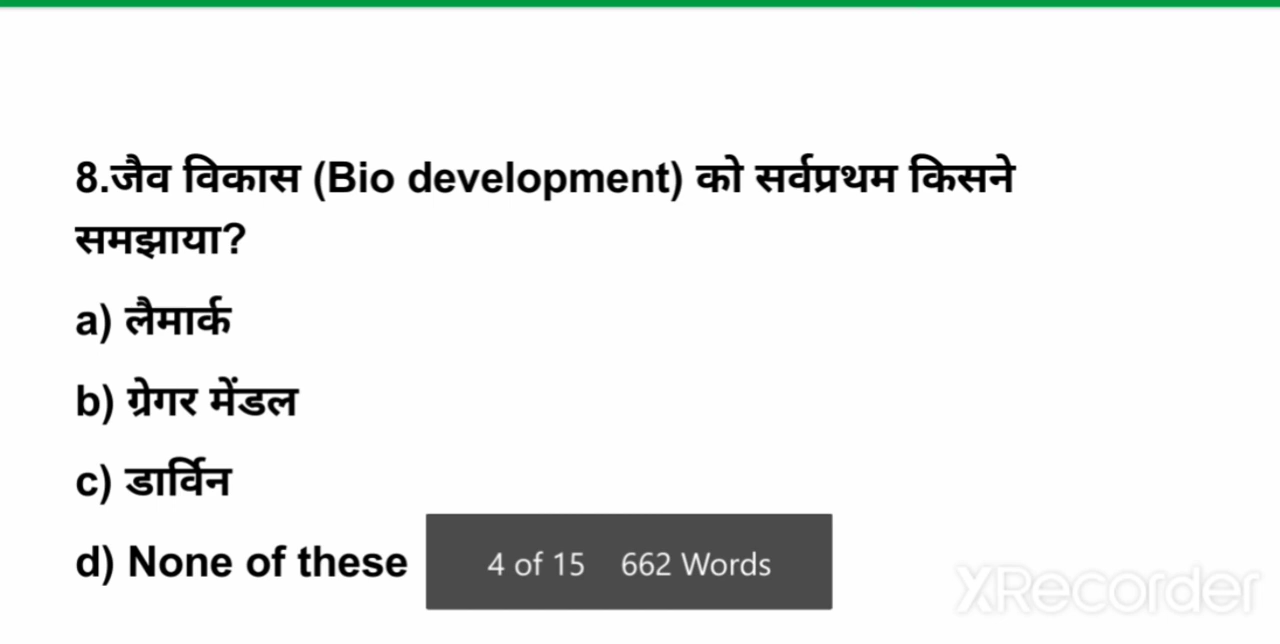 8.जैव विकास (Bio development) को सर्वप्रथम किसने
समझाया?
a) लैमार्क
b) ग्रेगर मेंडल
c) डार्विन
d) None of these
4 of 15 662 Words
XRecorder